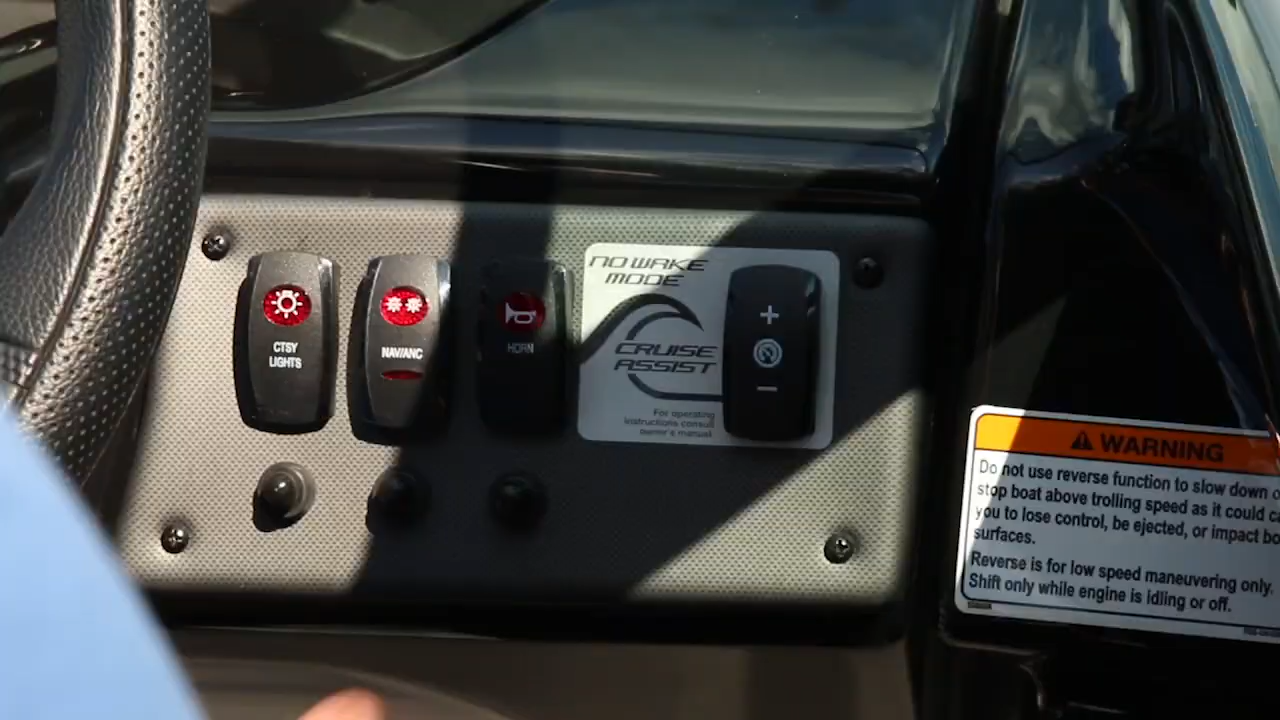 CTSY
LIGHTS
NAV/ANC
HORN
NO WAKE
MODE
CRUISE
ASSIST
For operating
instructions consult
owner's manual.
+
−
WARNING
Do not use reverse function to slow down o
stop boat above trolling speed as it could ca
you to lose control, be ejected, or impact bo
surfaces.
Reverse is for low speed maneuvering only.
Shift only while engine is idling or off.